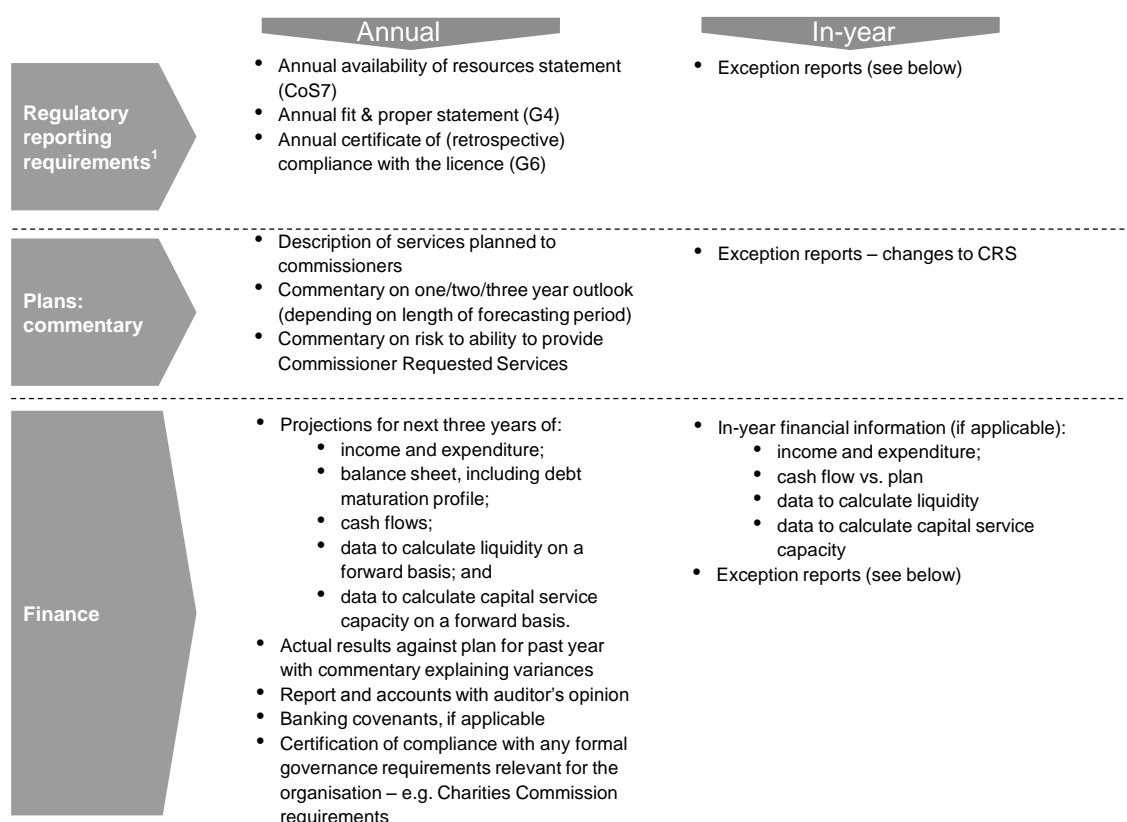 Annual
In-year
Regulatory
reporting
requirements1
• Annual availability of resources statement
(CoS7)
• Annual fit & proper statement (G4)
• Annual certificate of (retrospective)
compliance with the licence (G6)
• Exception reports (see below)
Plans:
commentary
• Description of services planned to
commissioners
• Commentary on one/two/three year outlook
(depending on length of forecasting period)
• Commentary on risk to ability to provide
Commissioner Requested Services
• Exception reports – changes to CRS
Finance
• Projections for next three years of:
• income and expenditure;
• balance sheet, including debt
maturation profile;
• cash flows;
• data to calculate liquidity on a
forward basis; and
• data to calculate capital service
capacity on a forward basis.
• Actual results against plan for past year
with commentary explaining variances
• Report and accounts with auditor’s opinion
• Banking covenants, if applicable
• Certification of compliance with any formal
governance requirements relevant for the
organisation – e.g. Charities Commission
requirements
• In-year financial information (if applicable):
• income and expenditure;
• cash flow vs. plan
• data to calculate liquidity
• data to calculate capital service
capacity
• Exception reports (see below)